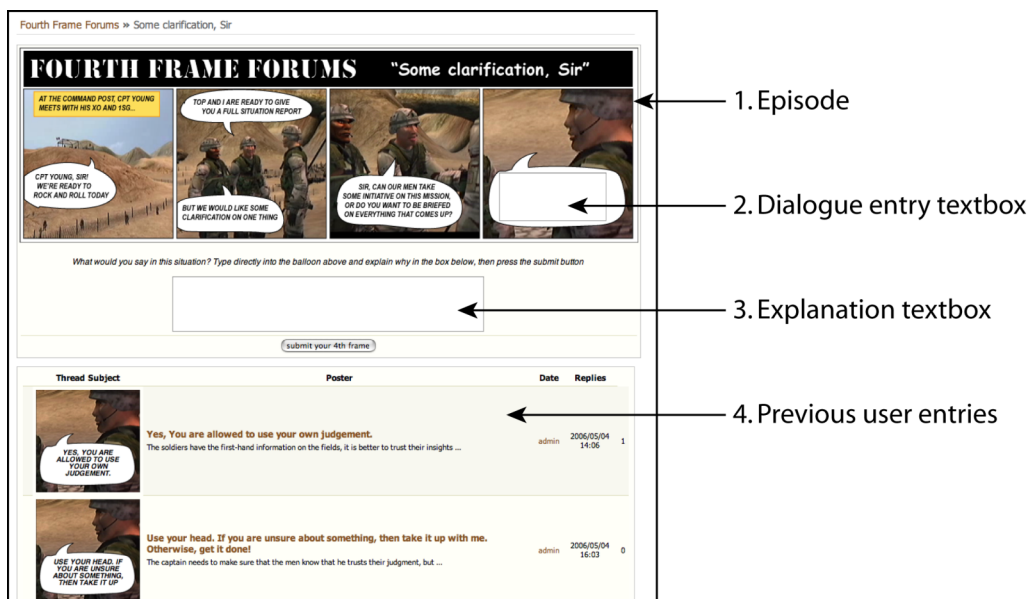 Fourth Frame Forums » Some clarification, Sir
FOURTH FRAME FORUMS "Some clarification, Sir"
AT THE COMMAND POST, CPT YOUNG
MEETS WITH HIS XO AND 1SG...
CPT YOUNG, SIR!
WE'RE READY TO
ROCK AND ROLL TODAY
TOP AND I ARE READY TO GIVE
YOU A FULL SITUATION REPORT
BUT WE WOULD LIKE SOME
CLARIFICATION ON ONE THING
SIR, CAN OUR MEN TAKE
SOME INITIATIVE ON THIS MISSION,
OR DO YOU WANT TO BE BRIEFED
ON EVERYTHING THAT COMES UP?
1. Episode
2. Dialogue entry textbox
What would you say in this situation? Type directly into the balloon above and explain why in the box below, then press the submit button
3. Explanation textbox
submit your 4th frame
Thread Subject Poster Date Replies
4. Previous user entries
YES, YOU ARE
ALLOWED TO USE
YOUR OWN
JUDGEMENT.
Yes, You are allowed to use your own judgement.
The soldiers have the first-hand information on the fields, it is better to trust their insights ...
admin
2006/05/04
14:06
1
USE YOUR HEAD. IF
YOU ARE UNSURE
ABOUT SOMETHING,
THEN TAKE IT UP
Use your head. If you are unsure about something, then take it up with me.
Otherwise, get it done!
The captain needs to make sure that the men know that he trusts their judgment, but ...
admin
2006/05/04
16:03
0